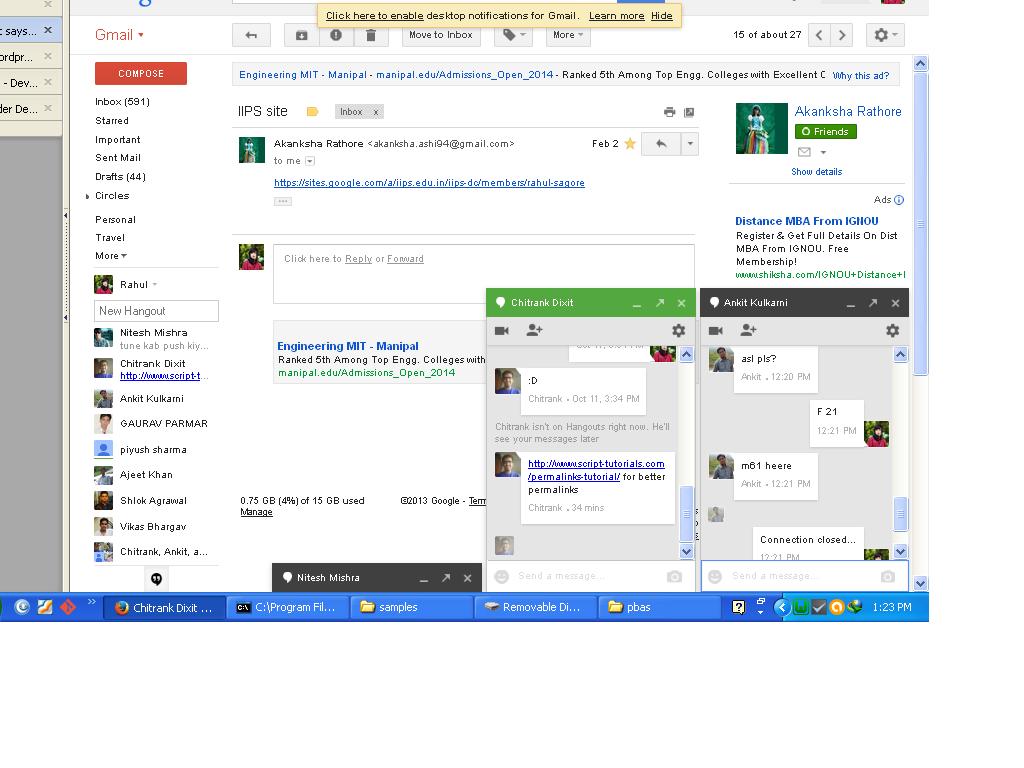 Click here to enable desktop notifications for Gmail. Learn more Hide
t says...
ordpr...
- Dev...
der De...
Gmail
Move to Inbox
More
15 of about 27
COMPOSE
Inbox (591)
Starred
Important
Sent Mail
Drafts (44)
Circles
Personal
Travel
More
Rahul
New Hangout
Nitesh Mishra
tune kab push kiy...
Chitrank Dixit
http://www.script-t...
Ankit Kulkarni
GAURAV PARMAR
piyush sharma
Ajeet Khan
Shlok Agrawal
Vikas Bhargav
Chitrank, Ankit, a...
Engineering MIT - Manipal - manipal.edu/Admissions_Open_2014 - Ranked 5th Among Top Engg. Colleges with Excellent C
Why this ad?
IIPS site
Inbox x
Akanksha Rathore <akanksha.ashi94@gmail.com>
Feb 2
to me
https://sites.google.com/a/iips.edu.in/iips-dc/members/rahul-sagore
Click here to Reply or Forward
Engineering MIT - Manipal
Ranked 5th Among Top Engg. Colleges with
manipal.edu/Admissions_Open_2014
0.75 GB (4%) of 15 GB used
Manage
©2013 Google - Term
Akanksha Rathore
Friends
Show details
Ads
Distance MBA From IGNOU
Register & Get Full Details On Dist
MBA From IGNOU. Free
Membership!
www.shiksha.com/IGNOU+Distance+I
Nitesh Mishra
Chitrank Dixit
:D
Chitrank • Oct 11, 3:34 PM
Chitrank isn't on Hangouts right now. He'll
see your messages later
http://www.script-tutorials.com
/permalinks-tutorial/ for better
permalinks
Chitrank • 34 mins
Send a message...
Ankit Kulkarni
asl pls?
Ankit • 12:20 PM
F 21
12:21 PM
m61 heere
Ankit • 12:21 PM
Connection closed...
12:21 PM
Send a message...
Chitrank Dixit ...
C:\Program Fil...
samples
Removable Di...
pbas
1:23 PM